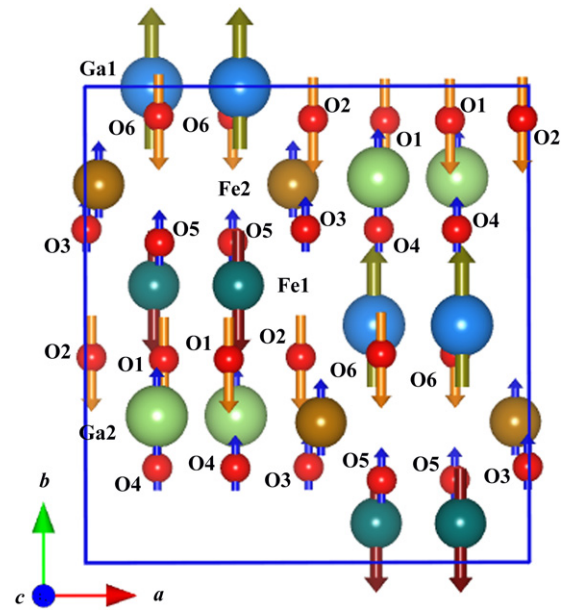 Ga1
O6 O6 O2 O1 O1 O2
Fe2
O3 O5 O5 O3 O4 O4
Fe1
O2 O1 O1 O2 O6 O6
Ga2
O4 O4 O3 O5 O5 O3
b
c a